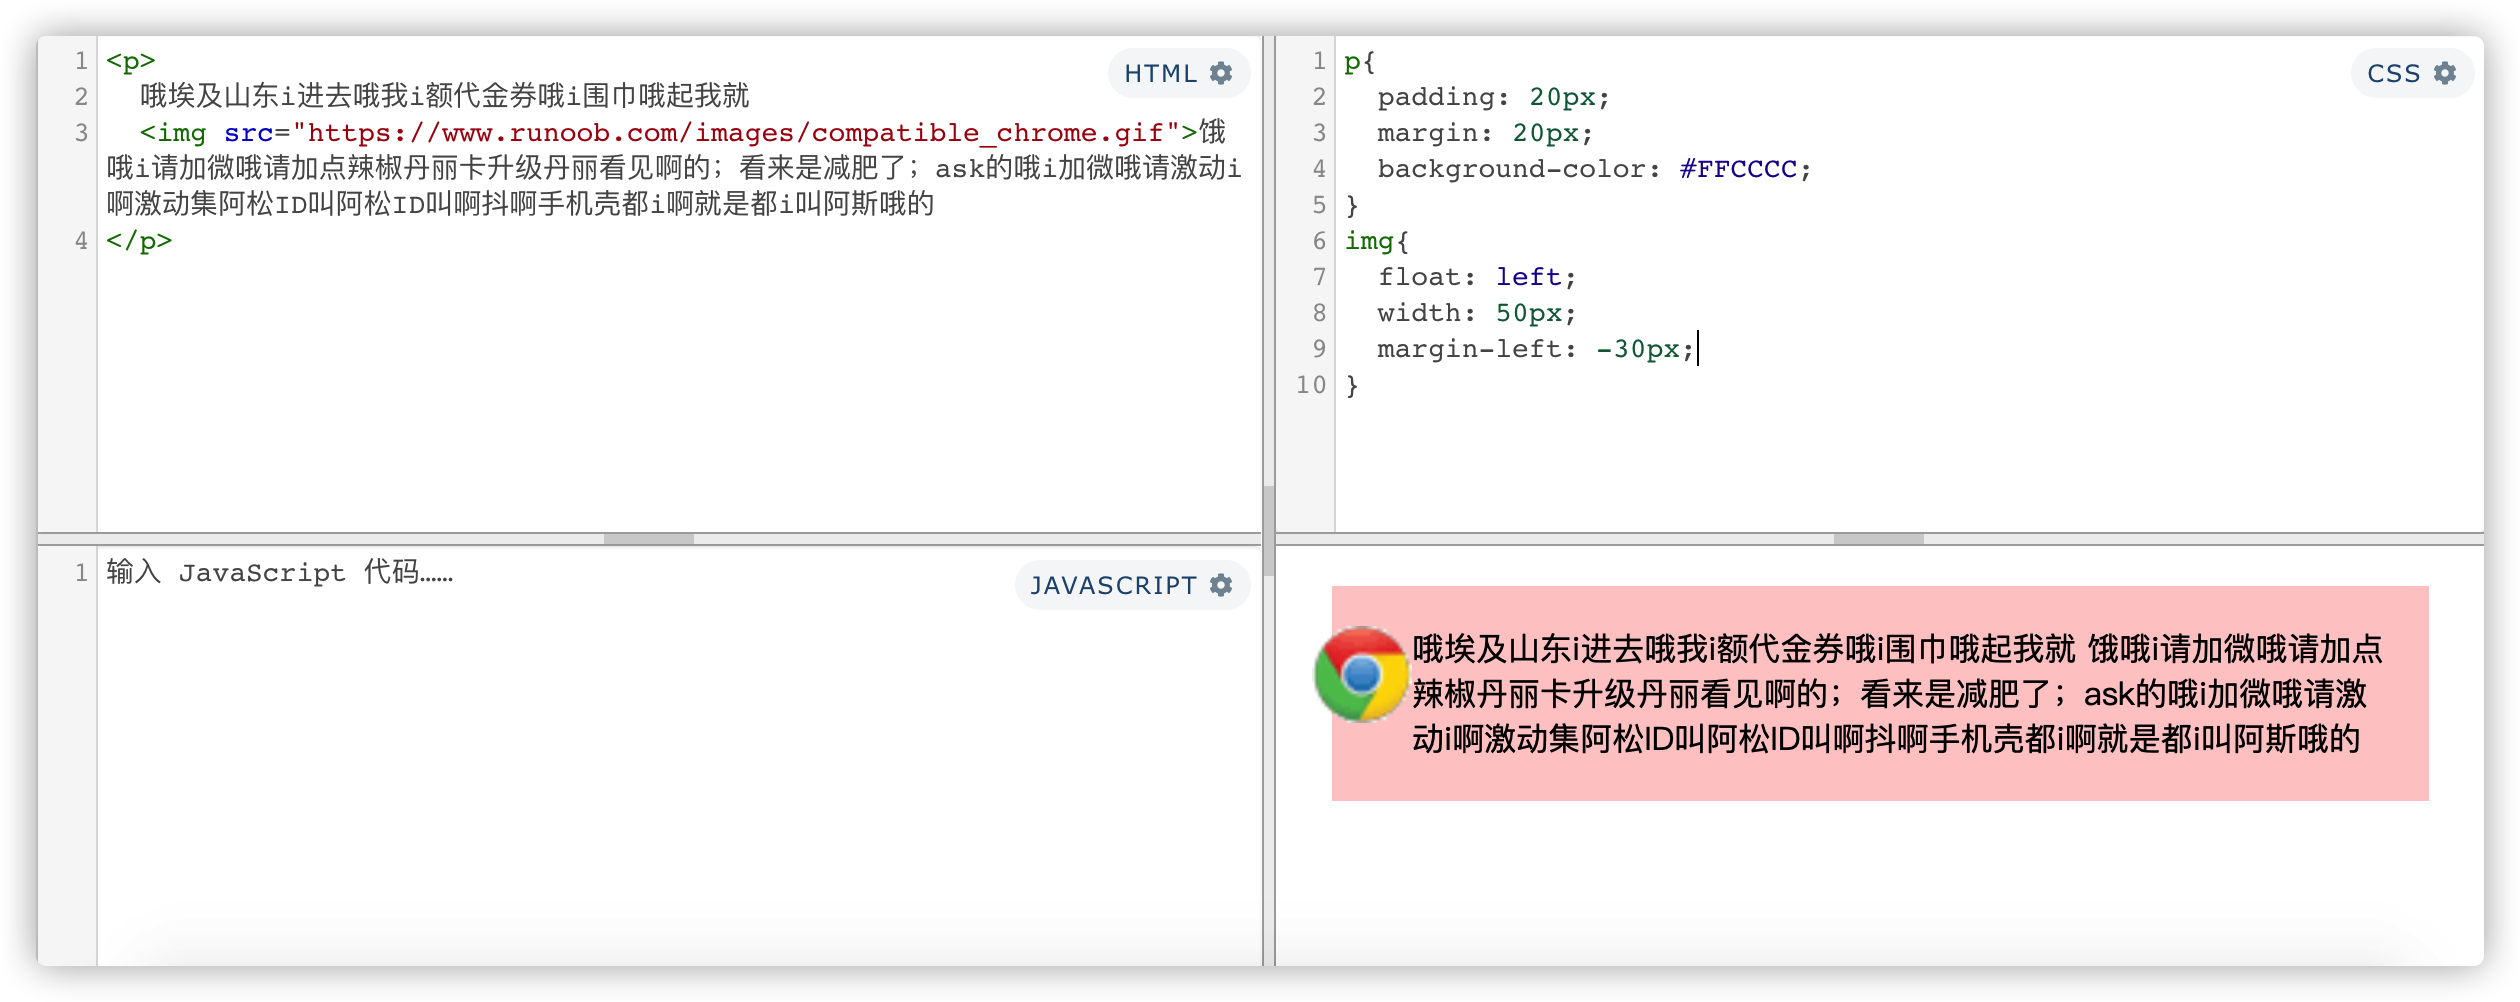 HTML
1 <p>
2 哦埃及山东i进去哦我i额代金券哦i围巾哦起我就
3 <img src="https://www.runoob.com/images/compatible_chrome.gif">饿
哦i请加微哦请加点辣椒丹丽卡升级丹丽看见啊的；看来是减肥了；ask的哦i加微哦请激动i
啊激动集阿松ID叫阿松ID叫啊抖啊手机壳都i啊就是都i叫阿斯哦的
4 </p>
CSS
1 p{
2 padding: 20px;
3 margin: 20px;
4 background-color: #FFCCCC;
5 }
6 img{
7 float: left;
8 width: 50px;
9 margin-left: -30px;
10 }
JAVASCRIPT
1 输入 JavaScript 代码……
哦埃及山东i进去哦我i额代金券哦i围巾哦起我就 饿哦i请加微哦请加点
辣椒丹丽卡升级丹丽看见啊的；看来是减肥了；ask的哦i加微哦请激
动i啊激动集阿松ID叫阿松ID叫啊抖啊手机壳都i啊就是都i叫阿斯哦的